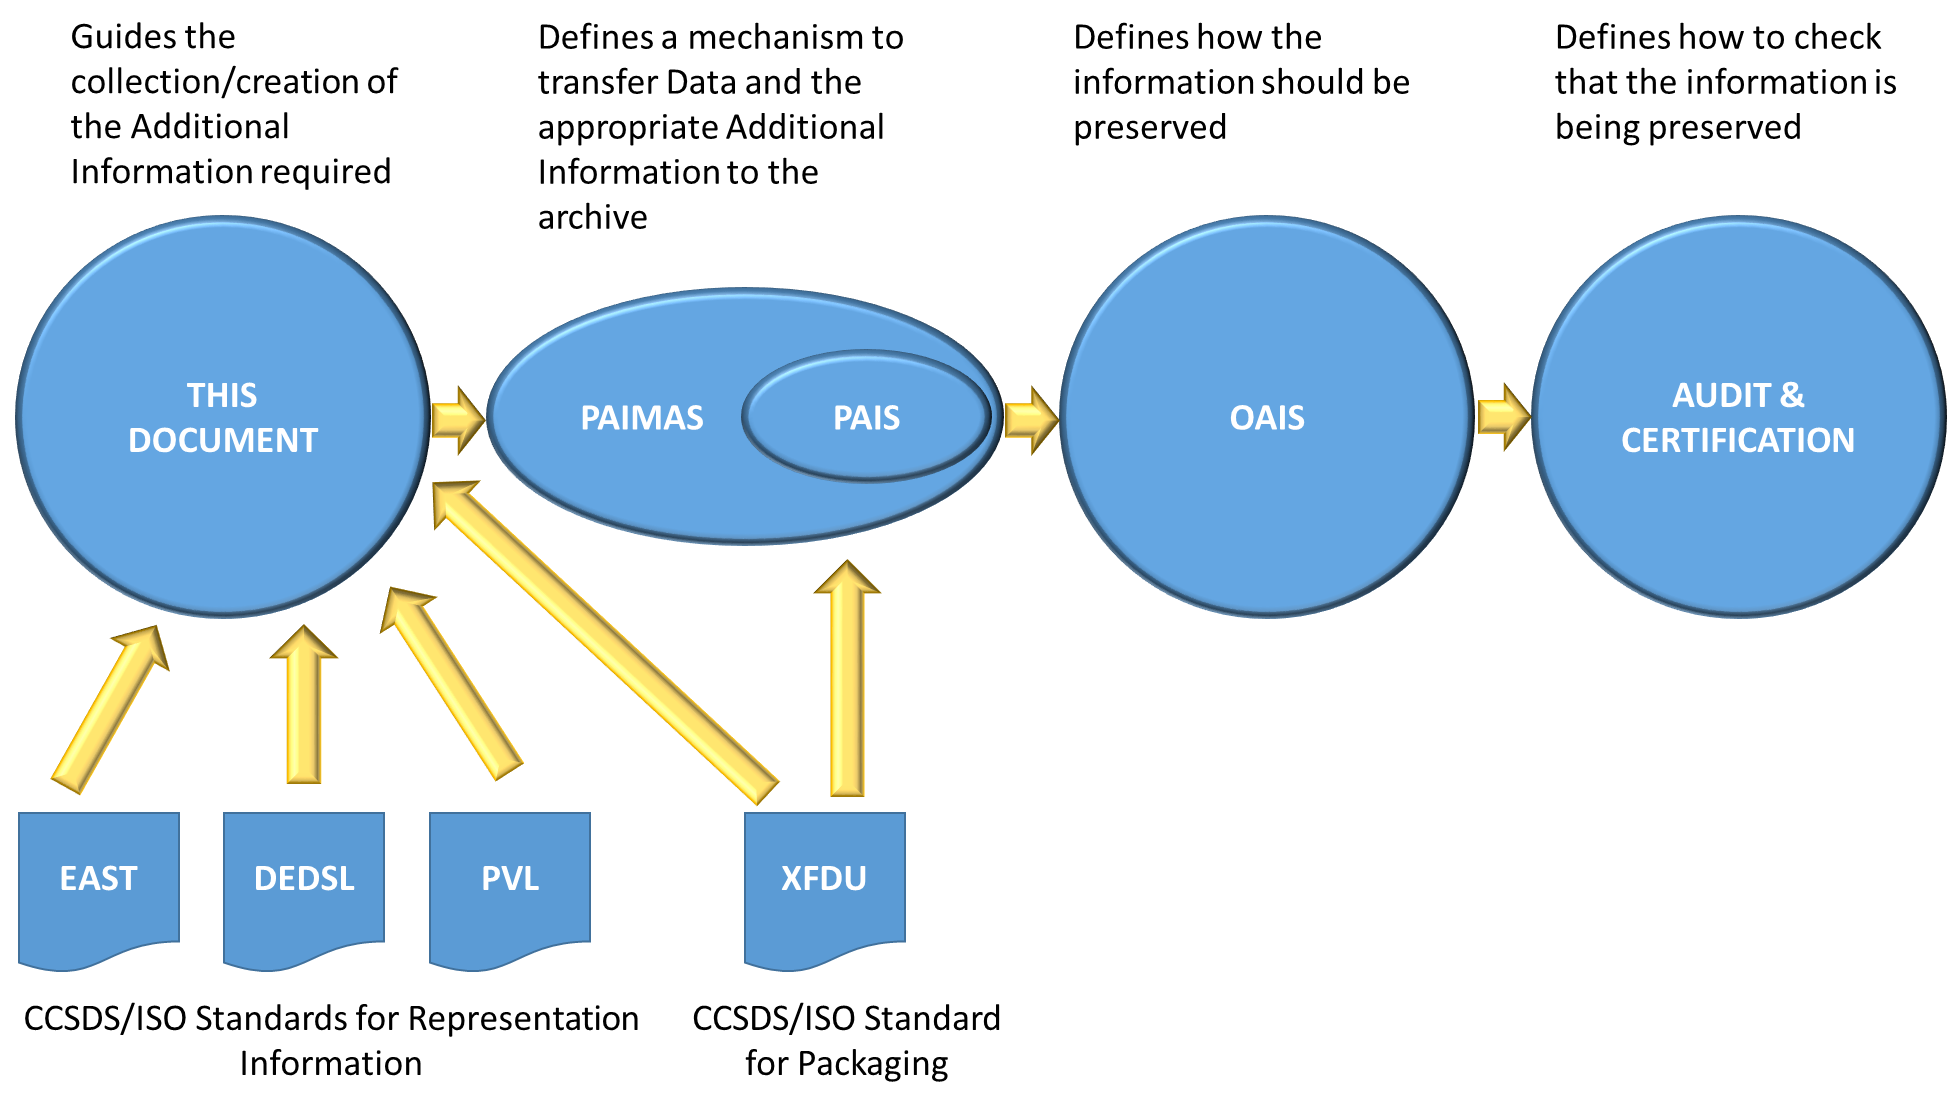 Guides the
collection/creation of
the Additional
Information required
Defines a mechanism to
transfer Data and the
appropriate Additional
Information to the
archive
Defines how the
information should be
preserved
Defines how to check
that the information is
being preserved
THIS
DOCUMENT
PAIMAS
PAIS
OAIS
AUDIT &
CERTIFICATION
EAST
DEDSL
PVL
XFDU
CCSDS/ISO Standards for Representation
Information
CCSDS/ISO Standard
for Packaging